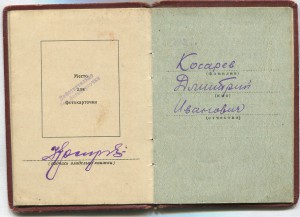 Место
для
фотокарточки
Косарев
(фамилия)
Дмитрий
(имя)
Иванович
(отчество)